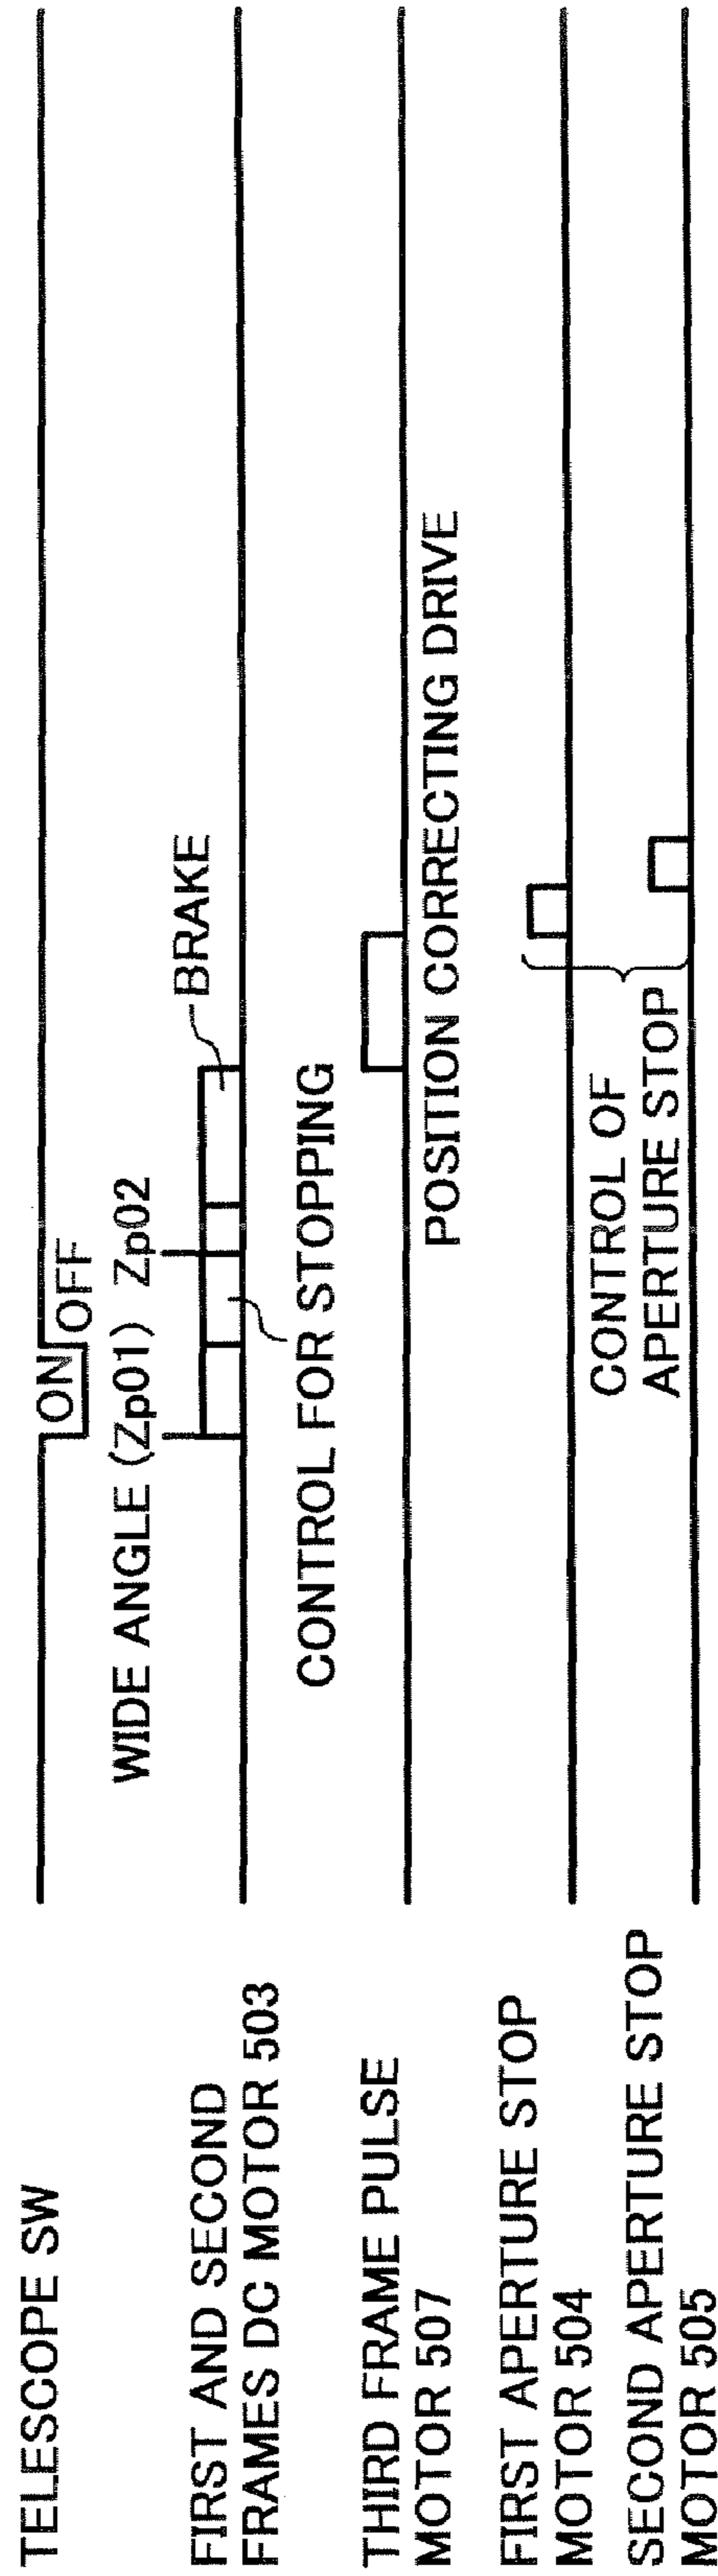 TELESCOPE SW
ON
OFF
FIRST AND SECOND
FRAMES DC MOTOR 503
WIDE ANGLE (Zp01) Zp02
BRAKE
CONTROL FOR STOPPING
THIRD FRAME PULSE
MOTOR 507
POSITION CORRECTING DRIVE
FIRST APERTURE STOP
MOTOR 504
CONTROL OF
APERTURE STOP
SECOND APERTURE STOP
MOTOR 505